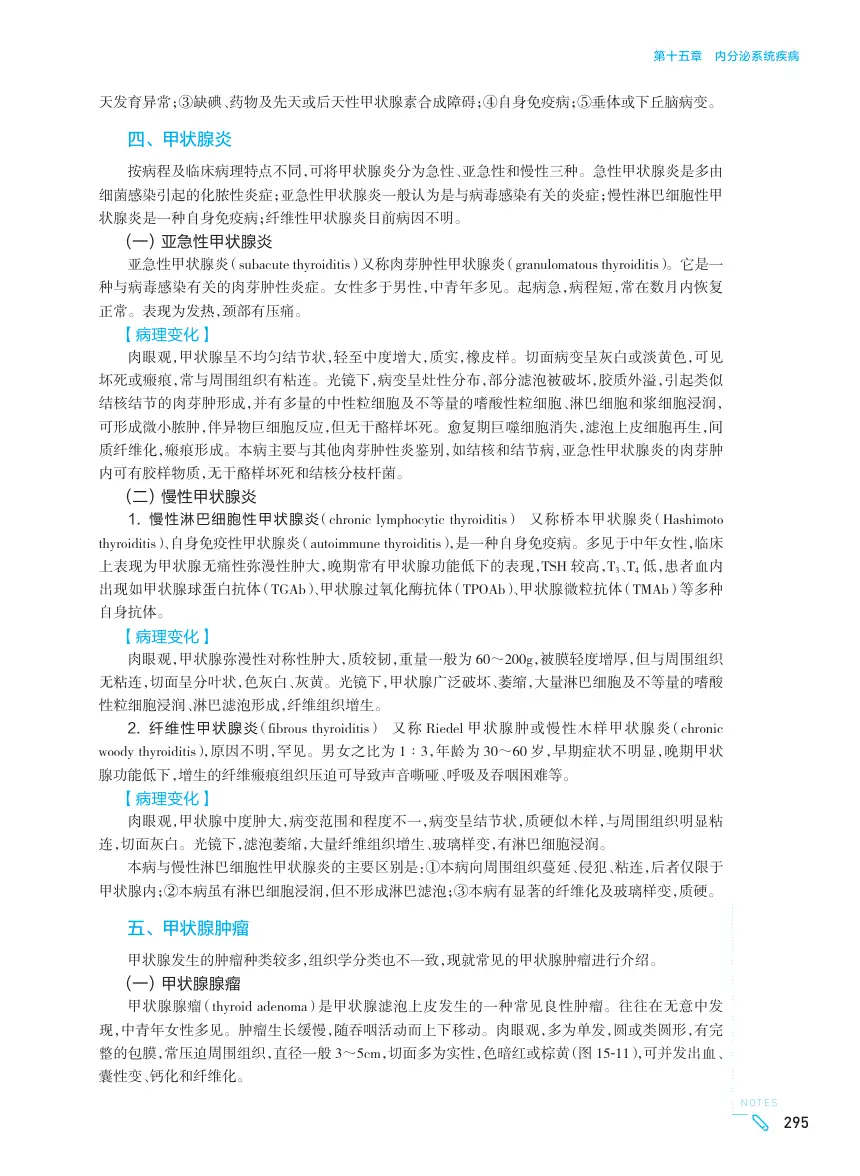 第十五章 内分泌系统疾病
天发育异常;③缺碘、药物及先天或后天性甲状腺素合成障碍;④自身免疫病;⑤垂体或下丘脑病变。
四、甲状腺炎
按病程及临床病理特点不同,可将甲状腺炎分为急性、亚急性和慢性三种。急性甲状腺炎是多由
细菌感染引起的化脓性炎症;亚急性甲状腺炎一般认为是与病毒感染有关的炎症;慢性淋巴细胞性甲
状腺炎是一种自身免疫病;纤维性甲状腺炎目前病因不明。
(一)亚急性甲状腺炎
亚急性甲状腺炎(subacute thyroiditis)又称肉芽肿性甲状腺炎(granulomatous thyroiditis)。它是一
种与病毒感染有关的肉芽肿性炎症。女性多于男性,中青年多见。起病急,病程短,常在数月内恢复
正常。表现为发热,颈部有压痛。
【病理变化】
肉眼观,甲状腺呈不均匀结节状,轻至中度增大,质实,橡皮样。切面病变呈灰白或淡黄色,可见
坏死或瘢痕,常与周围组织有粘连。光镜下,病变呈灶性分布,部分滤泡被破坏,胶质外溢,引起类似
结核结节的肉芽肿形成,并有多量的中性粒细胞及不等量的嗜酸性粒细胞、淋巴细胞和浆细胞浸润,
可形成微小脓肿,伴异物巨细胞反应,但无干酪样坏死。愈复期巨噬细胞消失,滤泡上皮细胞再生,间
质纤维化,瘢痕形成。本病主要与其他肉芽肿性炎鉴别,如结核和结节病,亚急性甲状腺炎的肉芽肿
内可有胶样物质,无干酪样坏死和结核分枝杆菌。
(二)慢性甲状腺炎
1. 慢性淋巴细胞性甲状腺炎(chronic lymphocytic thyroiditis) 又称桥本甲状腺炎(Hashimoto
thyroiditis)、自身免疫性甲状腺炎(autoimmune thyroiditis),是一种自身免疫病。多见于中年女性,临床
上表现为甲状腺无痛性弥漫性肿大,晚期常有甲状腺功能低下的表现,TSH 较高,T₃、T₄ 低,患者血内
出现如甲状腺球蛋白抗体(TGAb)、甲状腺过氧化酶抗体(TPOAb)、甲状腺微粒抗体(TMAb)等多种
自身抗体。
【病理变化】
肉眼观,甲状腺弥漫性对称性肿大,质较韧,重量一般为 60～200g,被膜轻度增厚,但与周围组织
无粘连,切面呈分叶状,色灰白、灰黄。光镜下,甲状腺广泛破坏、萎缩,大量淋巴细胞及不等量的嗜酸
性粒细胞浸润、淋巴滤泡形成,纤维组织增生。
2. 纤维性甲状腺炎(fibrous thyroiditis) 又称 Riedel 甲状腺肿或慢性木样甲状腺炎(chronic
woody thyroiditis),原因不明,罕见。男女之比为 1∶3,年龄为 30～60 岁,早期症状不明显,晚期甲状
腺功能低下,增生的纤维瘢痕组织压迫可导致声音嘶哑、呼吸及吞咽困难等。
【病理变化】
肉眼观,甲状腺中度肿大,病变范围和程度不一,病变呈结节状,质硬似木样,与周围组织明显粘
连,切面灰白。光镜下,滤泡萎缩,大量纤维组织增生、玻璃样变,有淋巴细胞浸润。
本病与慢性淋巴细胞性甲状腺炎的主要区别是:①本病向周围组织蔓延、侵犯、粘连,后者仅限于
甲状腺内;②本病虽有淋巴细胞浸润,但不形成淋巴滤泡;③本病有显著的纤维化及玻璃样变,质硬。
五、甲状腺肿瘤
甲状腺发生的肿瘤种类较多,组织学分类也不一致,现就常见的甲状腺肿瘤进行介绍。
(一)甲状腺腺瘤
甲状腺腺瘤(thyroid adenoma)是甲状腺滤泡上皮发生的一种常见良性肿瘤。往往在无意中发
现,中青年女性多见。肿瘤生长缓慢,随吞咽活动而上下移动。肉眼观,多为单发,圆或类圆形,有完
整的包膜,常压迫周围组织,直径一般 3～5cm,切面多为实性,色暗红或棕黄(图 15-11),可并发出血、
囊性变、钙化和纤维化。
NOTES
295